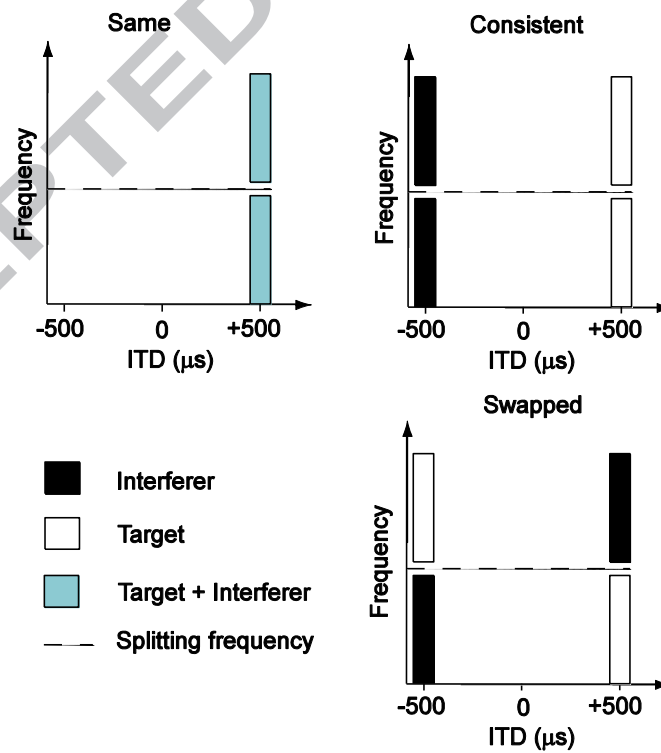 Same
Frequency
-500 0 +500
ITD (μs)
Consistent
Frequency
-500 0 +500
ITD (μs)
Swapped
Frequency
-500 0 +500
ITD (μs)
Interferer
Target
Target + Interferer
Splitting frequency